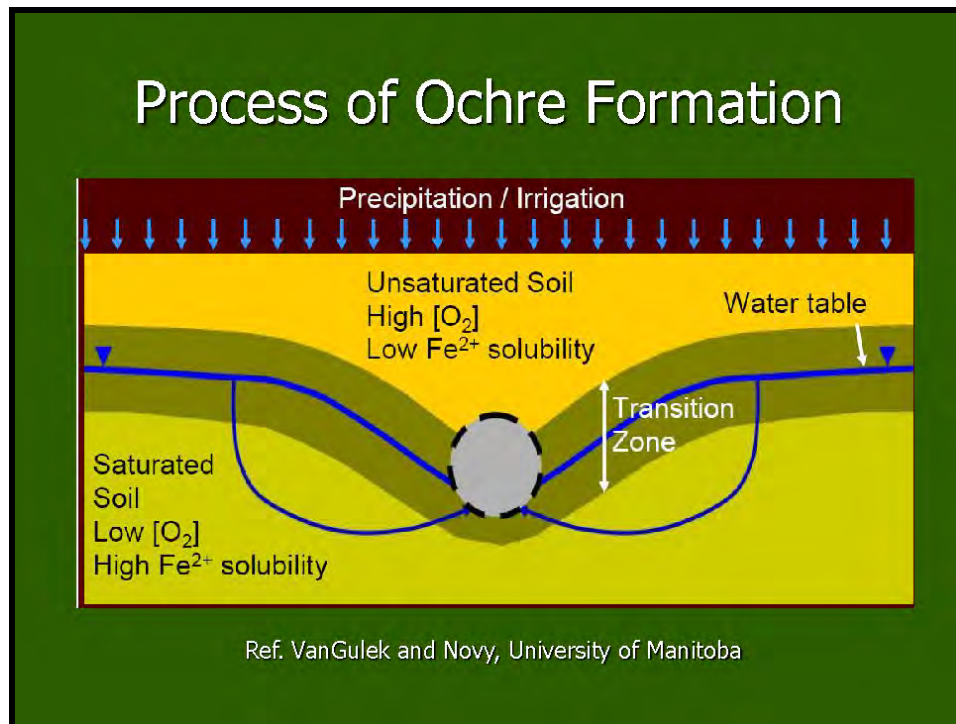 Process of Ochre Formation
Precipitation / Irrigation
Unsaturated Soil
High [O₂]
Low Fe²⁺ solubility
Water table
Transition
Zone
Saturated
Soil
Low [O₂]
High Fe²⁺ solubility
Ref. VanGulek and Novy, University of Manitoba